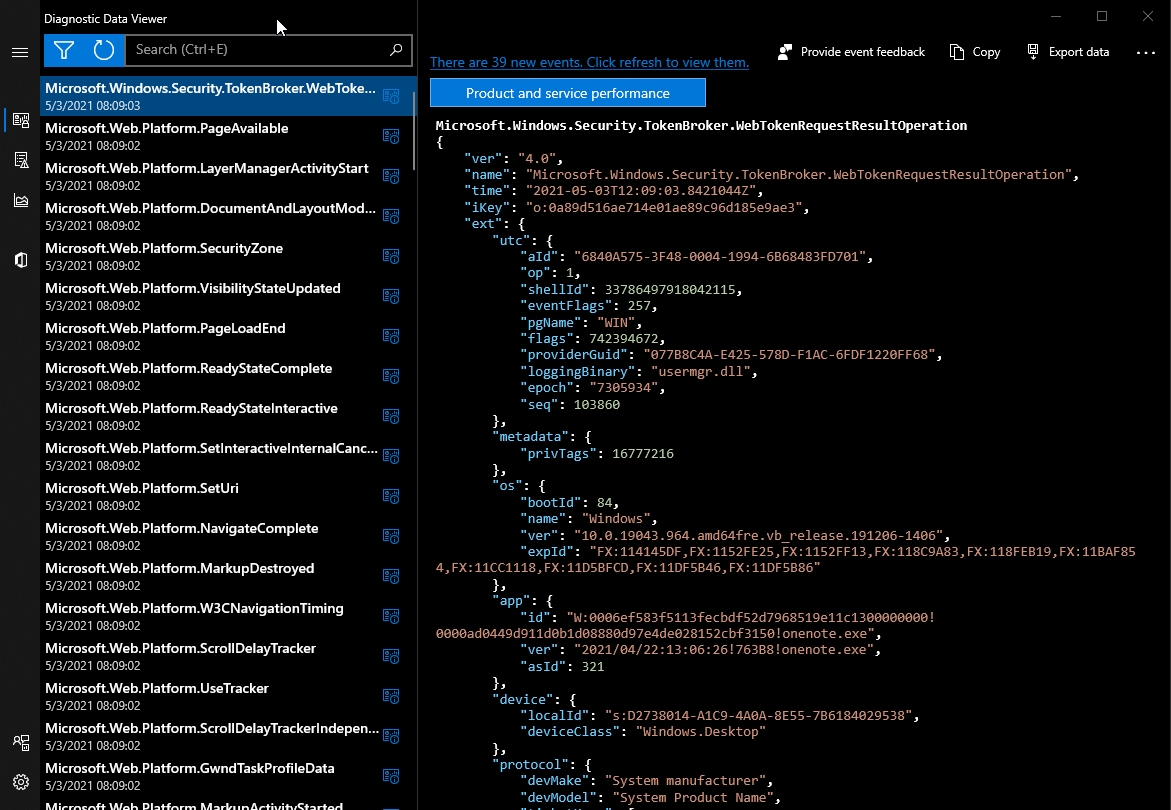 Diagnostic Data Viewer
Search (Ctrl+E)
Microsoft.Windows.Security.TokenBroker.WebToke...
5/3/2021 08:09:03
Microsoft.Web.Platform.PageAvailable
5/3/2021 08:09:02
Microsoft.Web.Platform.LayerManagerActivityStart
5/3/2021 08:09:02
Microsoft.Web.Platform.DocumentAndLayoutMod...
5/3/2021 08:09:02
Microsoft.Web.Platform.SecurityZone
5/3/2021 08:09:02
Microsoft.Web.Platform.VisibilityStateUpdated
5/3/2021 08:09:02
Microsoft.Web.Platform.PageLoadEnd
5/3/2021 08:09:02
Microsoft.Web.Platform.ReadyStateComplete
5/3/2021 08:09:02
Microsoft.Web.Platform.ReadyStateInteractive
5/3/2021 08:09:02
Microsoft.Web.Platform.SetInteractiveInternalCanc...
5/3/2021 08:09:02
Microsoft.Web.Platform.SetUri
5/3/2021 08:09:02
Microsoft.Web.Platform.NavigateComplete
5/3/2021 08:09:02
Microsoft.Web.Platform.MarkupDestroyed
5/3/2021 08:09:02
Microsoft.Web.Platform.W3CNavigationTiming
5/3/2021 08:09:02
Microsoft.Web.Platform.ScrollDelayTracker
5/3/2021 08:09:02
Microsoft.Web.Platform.UseTracker
5/3/2021 08:09:02
Microsoft.Web.Platform.ScrollDelayTrackerIndepen...
5/3/2021 08:09:02
Microsoft.Web.Platform.GwndTaskProfileData
5/3/2021 08:09:02
Microsoft.Web.Platform.MarkupActivityStarted
There are 39 new events. Click refresh to view them.
Provide event feedback
Copy
Export data
Product and service performance
Microsoft.Windows.Security.TokenBroker.WebTokenRequestResultOperation
{
"ver": "4.0",
"name": "Microsoft.Windows.Security.TokenBroker.WebTokenRequestResultOperation",
"time": "2021-05-03T12:09:03.8421044Z",
"iKey": "o:0a89d516ae714e01ae89c96d185e9ae3",
"ext": {
"utc": {
"aId": "6840A575-3F48-0004-1994-6B68483FD701",
"op": 1,
"shellId": 33786497918042115,
"eventFlags": 257,
"pgName": "WIN",
"flags": 742394672,
"providerGuid": "077B8C4A-E425-578D-F1AC-6FDF1220FF68",
"loggingBinary": "usermgr.dll",
"epoch": "7305934",
"seq": 103860
},
"metadata": {
"privTags": 16777216
},
"os": {
"bootId": 84,
"name": "Windows",
"ver": "10.0.19043.964.amd64fre.vb_release.191206-1406",
"expId": "FX:114145DF,FX:1152FE25,FX:1152FF13,FX:118C9A83,FX:118FEB19,FX:11BAF85
4,FX:11CC1118,FX:11D5BFCD,FX:11DF5B46,FX:11DF5B86"
},
"app": {
"id": "W:0006ef583f5113fecbdf52d7968519e11c1300000000!
0000ad0449d911d0b1d08880d97e4de028152cbf3150!onenote.exe",
"ver": "2021/04/22:13:06:26!763B8!onenote.exe",
"asId": 321
},
"device": {
"localId": "s:D2738014-A1C9-4A0A-8E55-7B6184029538",
"deviceClass": "Windows.Desktop"
},
"protocol": {
"devMake": "System manufacturer",
"devModel": "System Product Name",